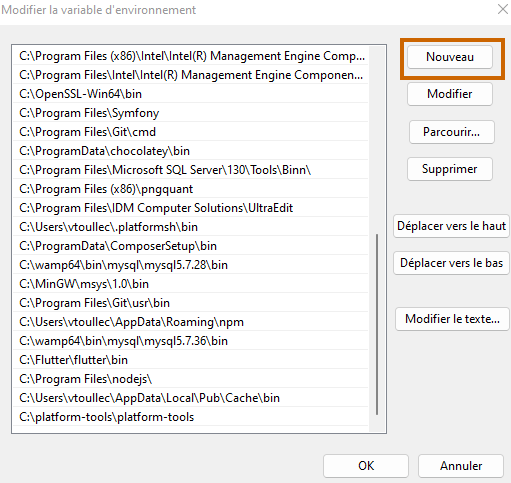 Modifier la variable d'environnement
C:\Program Files (x86)\Intel\Intel(R) Management Engine Comp...
C:\Program Files\Intel\Intel(R) Management Engine Componen...
C:\OpenSSL-Win64\bin
C:\Program Files\Symfony
C:\Program Files\Git\cmd
C:\ProgramData\chocolatey\bin
C:\Program Files\Microsoft SQL Server\130\Tools\Binn\
C:\Program Files (x86)\pngquant
C:\Program Files\IDM Computer Solutions\UltraEdit
C:\Users\vtoullec\.platformsh\bin
C:\ProgramData\ComposerSetup\bin
C:\wamp64\bin\mysql\mysql5.7.28\bin
C:\MinGW\msys\1.0\bin
C:\Program Files\Git\usr\bin
C:\Users\vtoullec\AppData\Roaming\npm
C:\wamp64\bin\mysql\mysql5.7.36\bin
C:\Flutter\flutter\bin
C:\Program Files\nodejs\
C:\Users\vtoullec\AppData\Local\Pub\Cache\bin
C:\platform-tools\platform-tools
Nouveau
Modifier
Parcourir...
Supprimer
Déplacer vers le haut
Déplacer vers le bas
Modifier le texte...
OK
Annuler